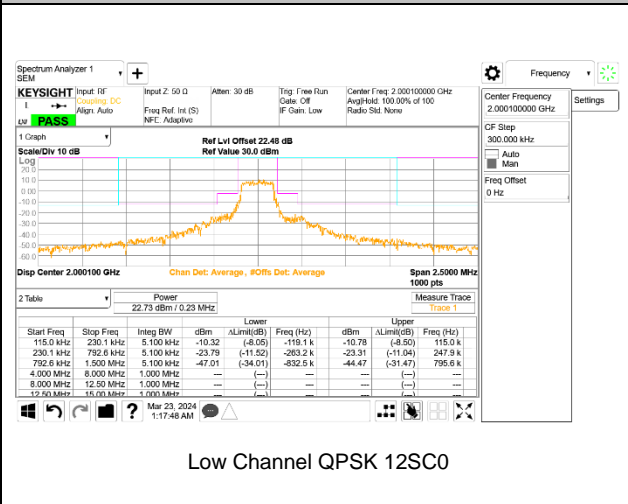 Spectrum Analyzer 1
SEM
Frequency
KEYSIGHT
Input: RF
Coupling: DC
Align: Auto
Input Z: 50 Ω
Freq Ref: Int (S)
NFE: Adaptive
Atten: 30 dB
Trig: Free Run
Gate: Off
IF Gain: Low
Center Freq: 2.000100000 GHz
Avg|Hold: 100.00% of 100
Radio Std: None
L
PASS
Center Frequency
2.000100000 GHz
Settings
CF Step
300.000 kHz
Auto
Man
Freq Offset
0 Hz
1 Graph
Scale/Div 10 dB
Ref Lvl Offset 22.48 dB
Ref Value 30.0 dBm
Log
20.0
10.0
0.00
-10.0
-20.0
-30.0
-40.0
-50.0
-60.0
Disp Center 2.000100 GHz
Chan Det: Average, #Offs Det: Average
Span 2.5000 MHz
1000 pts
2 Table
Power
22.73 dBm / 0.23 MHz
Measure Trace
Trace 1
Lower Upper
Start Freq Stop Freq Integ BW dBm ΔLimit(dB) Freq (Hz) dBm ΔLimit(dB) Freq (Hz)
115.0 kHz 230.1 kHz 5.100 kHz -10.32 (-8.05) -119.1 k -10.78 (-8.50) 115.0 k
230.1 kHz 792.6 kHz 5.100 kHz -23.79 (-11.52) -263.2 k -23.31 (-11.04) 247.9 k
792.6 kHz 1.500 MHz 5.100 kHz -47.01 (-34.01) -832.5 k -44.47 (-31.47) 795.6 k
4.000 MHz 8.000 MHz 1.000 MHz --- (---) --- --- (---) ---
8.000 MHz 12.50 MHz 1.000 MHz --- (---) --- --- (---) ---
12.50 MHz 15.00 MHz 1.000 MHz --- (---) --- --- (---) ---
Mar 23, 2024
1:17:48 AM
Low Channel QPSK 12SC0